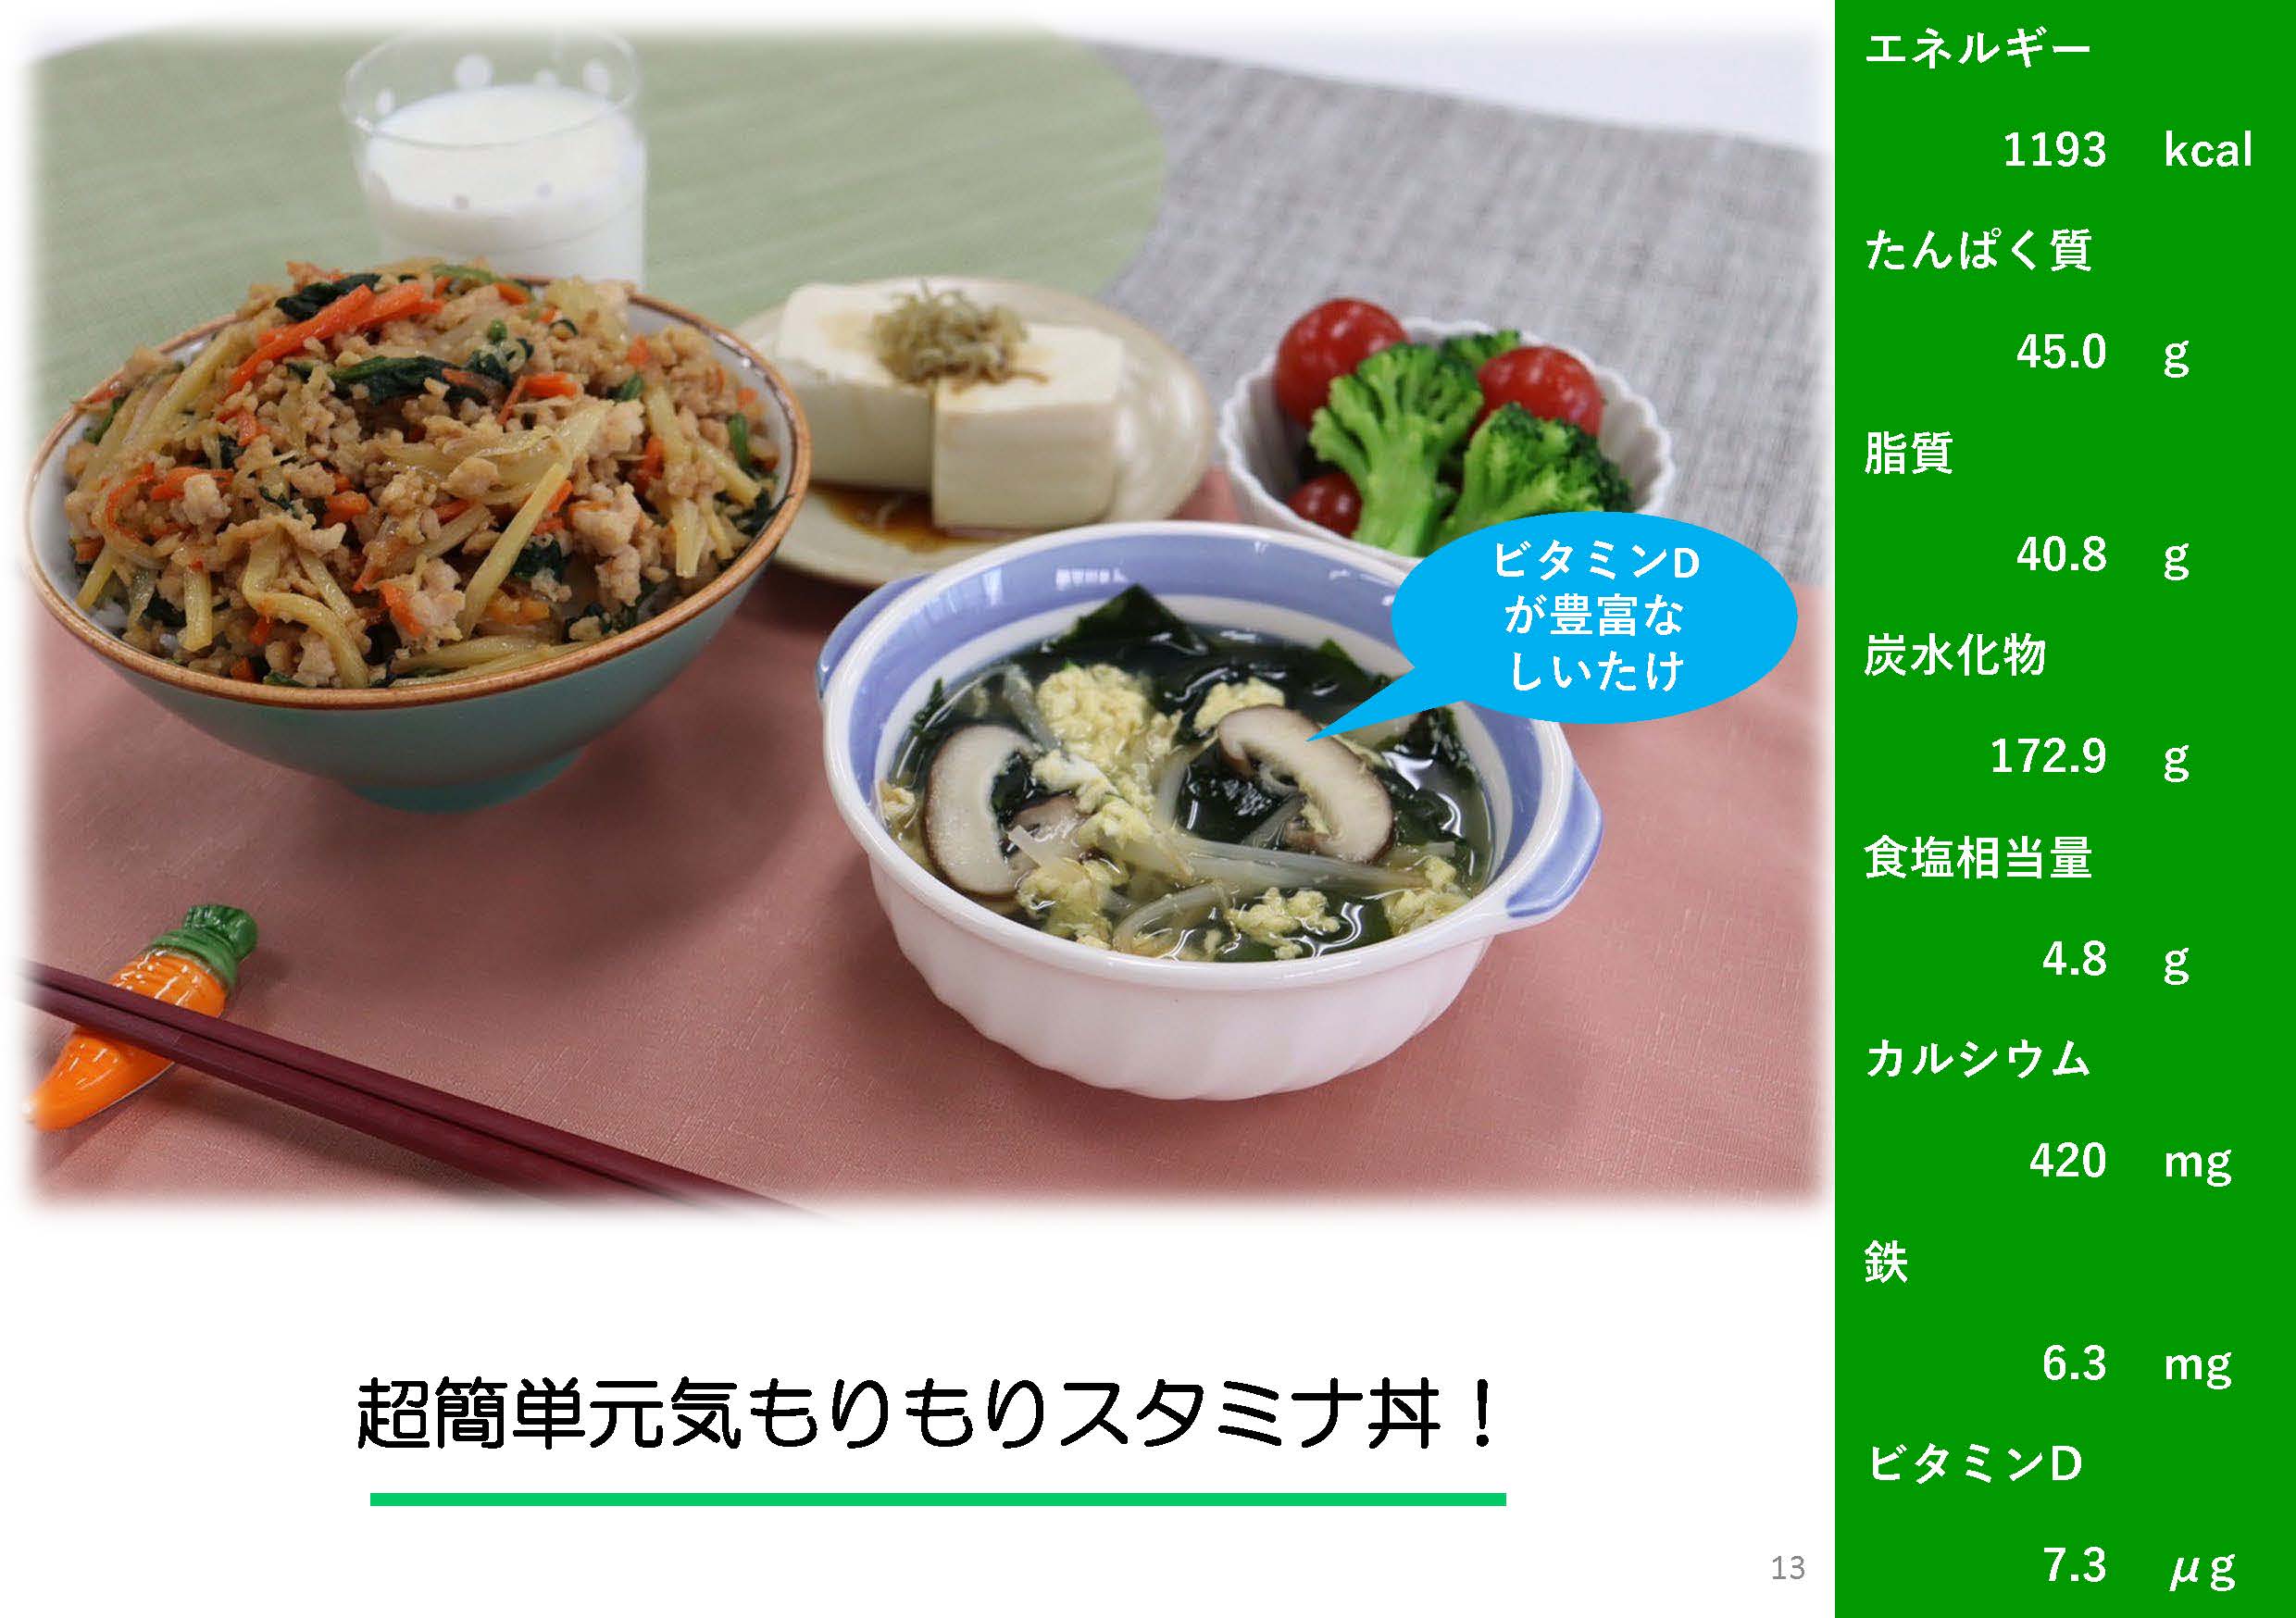 ビタミンD
が豊富な
しいたけ
超簡単元気もりもりスタミナ丼！
13
エネルギー
1193 kcal
たんぱく質
45.0 g
脂質
40.8 g
炭水化物
172.9 g
食塩相当量
4.8 g
カルシウム
420 mg
鉄
6.3 mg
ビタミンD
7.3 μg